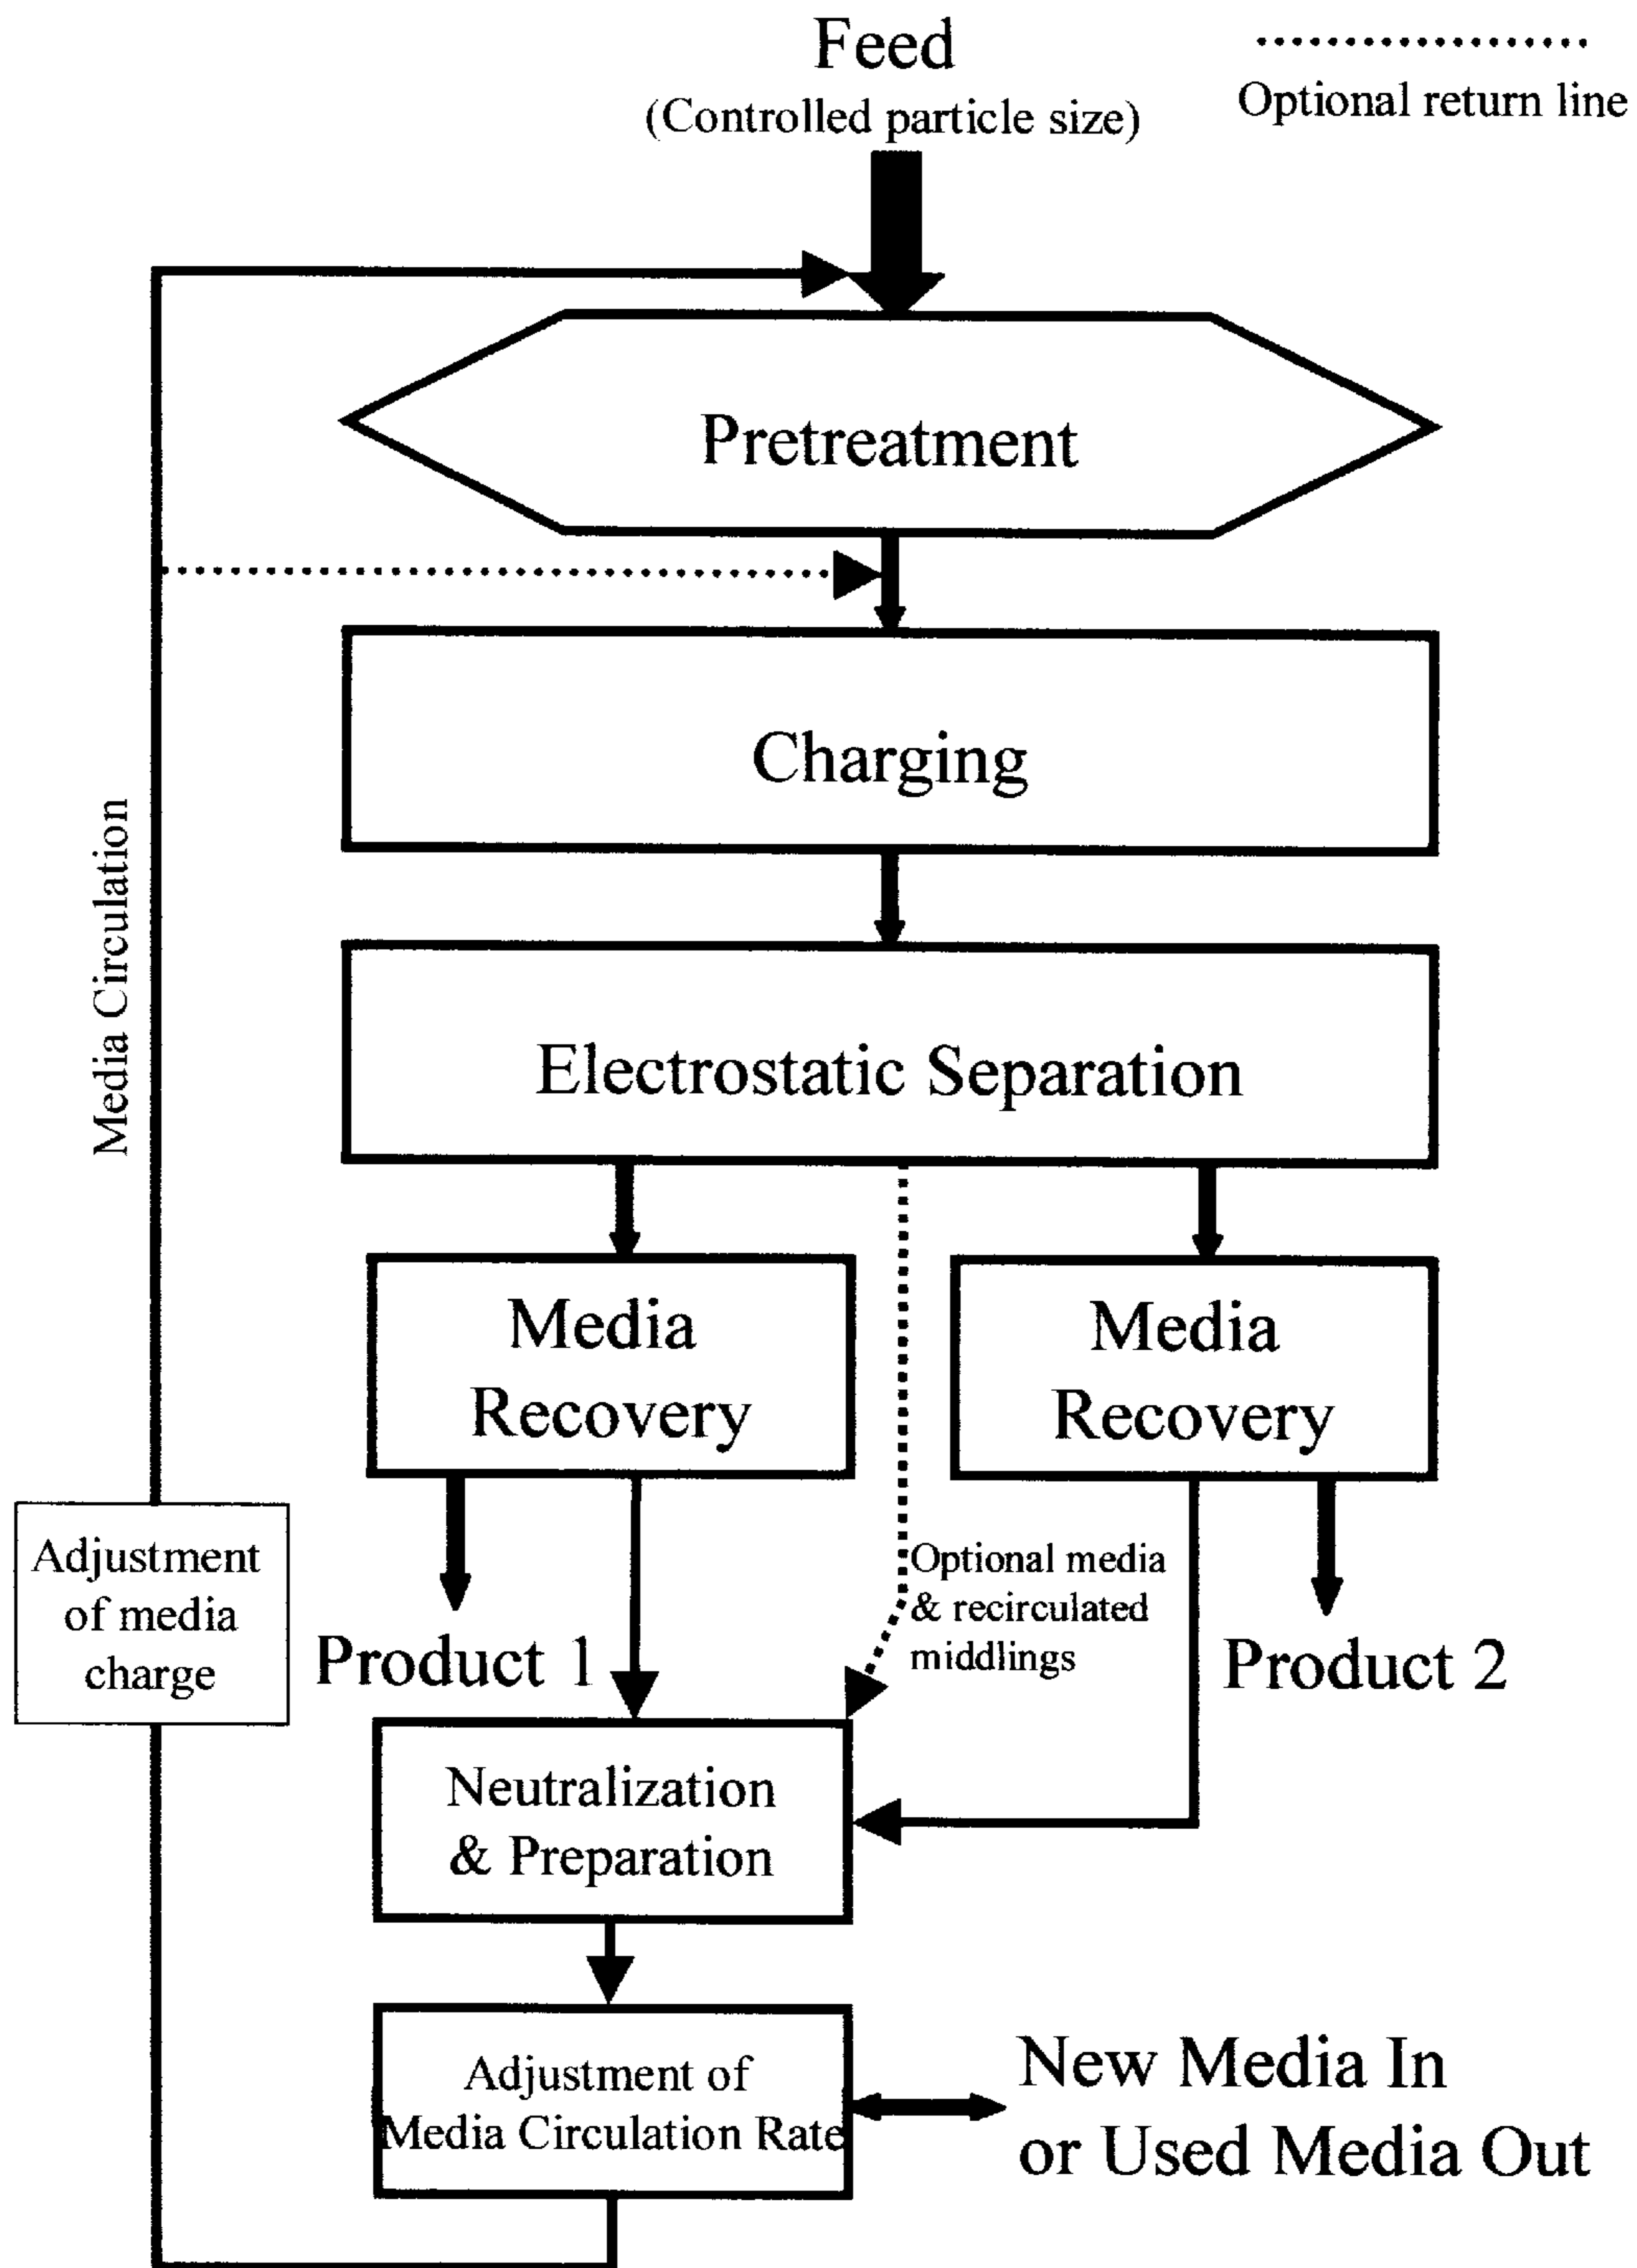 Feed
(Controlled particle size)
Optional return line
Pretreatment
Charging
Media Circulation
Electrostatic Separation
Media
Recovery
Media
Recovery
Adjustment
of media
charge
Optional media
& recirculated
middlings
Product 1
Product 2
Neutralization
& Preparation
Adjustment of
Media Circulation Rate
New Media In
or Used Media Out